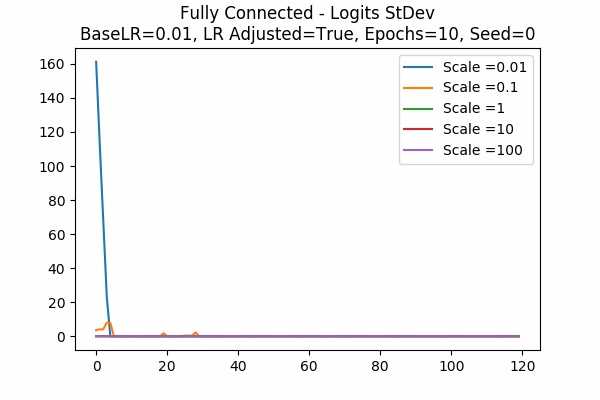 Fully Connected - Logits StDev
BaseLR=0.01, LR Adjusted=True, Epochs=10, Seed=0
160
140
120
100
80
60
40
20
0
Scale =0.01
Scale =0.1
Scale =1
Scale =10
Scale =100
0
20
40
60
80
100
120